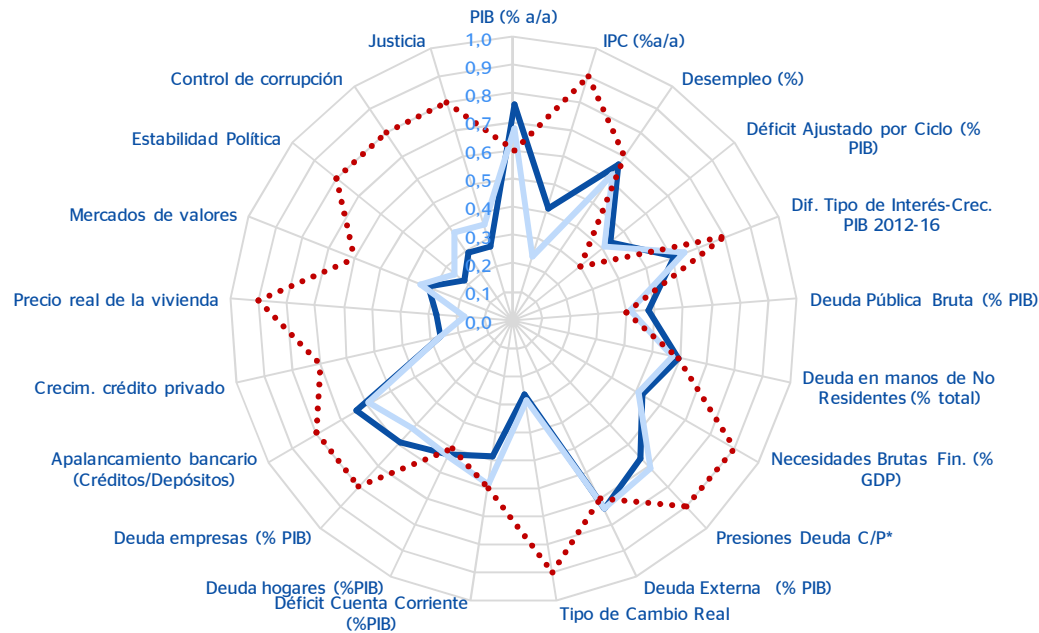 PIB (% a/a)
IPC (%a/a)
Desempleo (%)
Déficit Ajustado por Ciclo (%
PIB)
Dif. Tipo de Interés-Crec.
PIB 2012-16
Deuda Pública Bruta (% PIB)
Deuda en manos de No
Residentes (% total)
Necesidades Brutas Fin. (%
GDP)
Presiones Deuda C/P*
Deuda Externa (% PIB)
Tipo de Cambio Real
Déficit Cuenta Corriente
(%PIB)
Deuda hogares (%PIB)
Deuda empresas (% PIB)
Apalancamiento bancario
(Créditos/Depósitos)
Crecim. crédito privado
Precio real de la vivienda
Mercados de valores
Estabilidad Política
Control de corrupción
Justicia
1,0
0,9
0,8
0,7
0,6
0,5
0,4
0,3
0,2
0,1
0,0